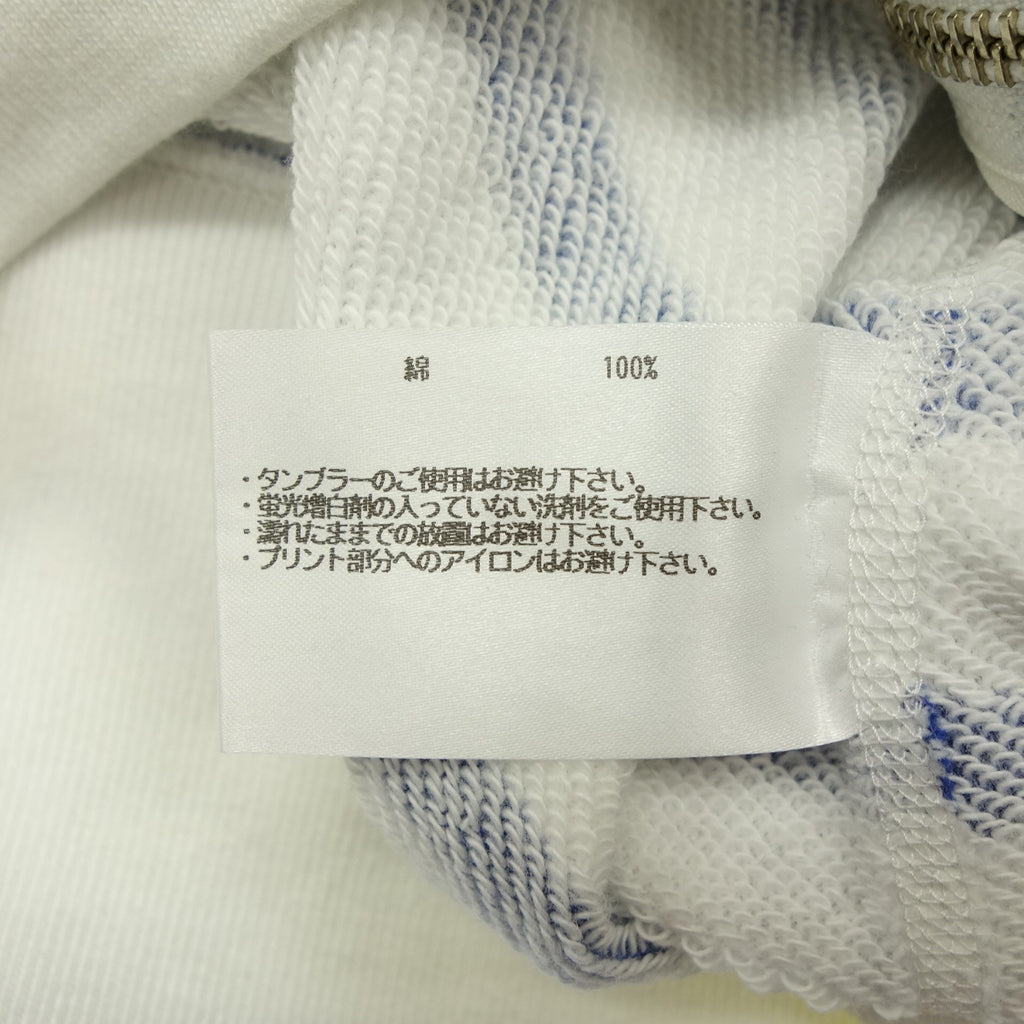 綿 100%
・タンブラーのご使用はお避け下さい。
・蛍光増白剤の入っていない洗剤をご使用下さい。
・濡れたままでの放置はお避け下さい。
・プリント部分へのアイロンはお避け下さい。